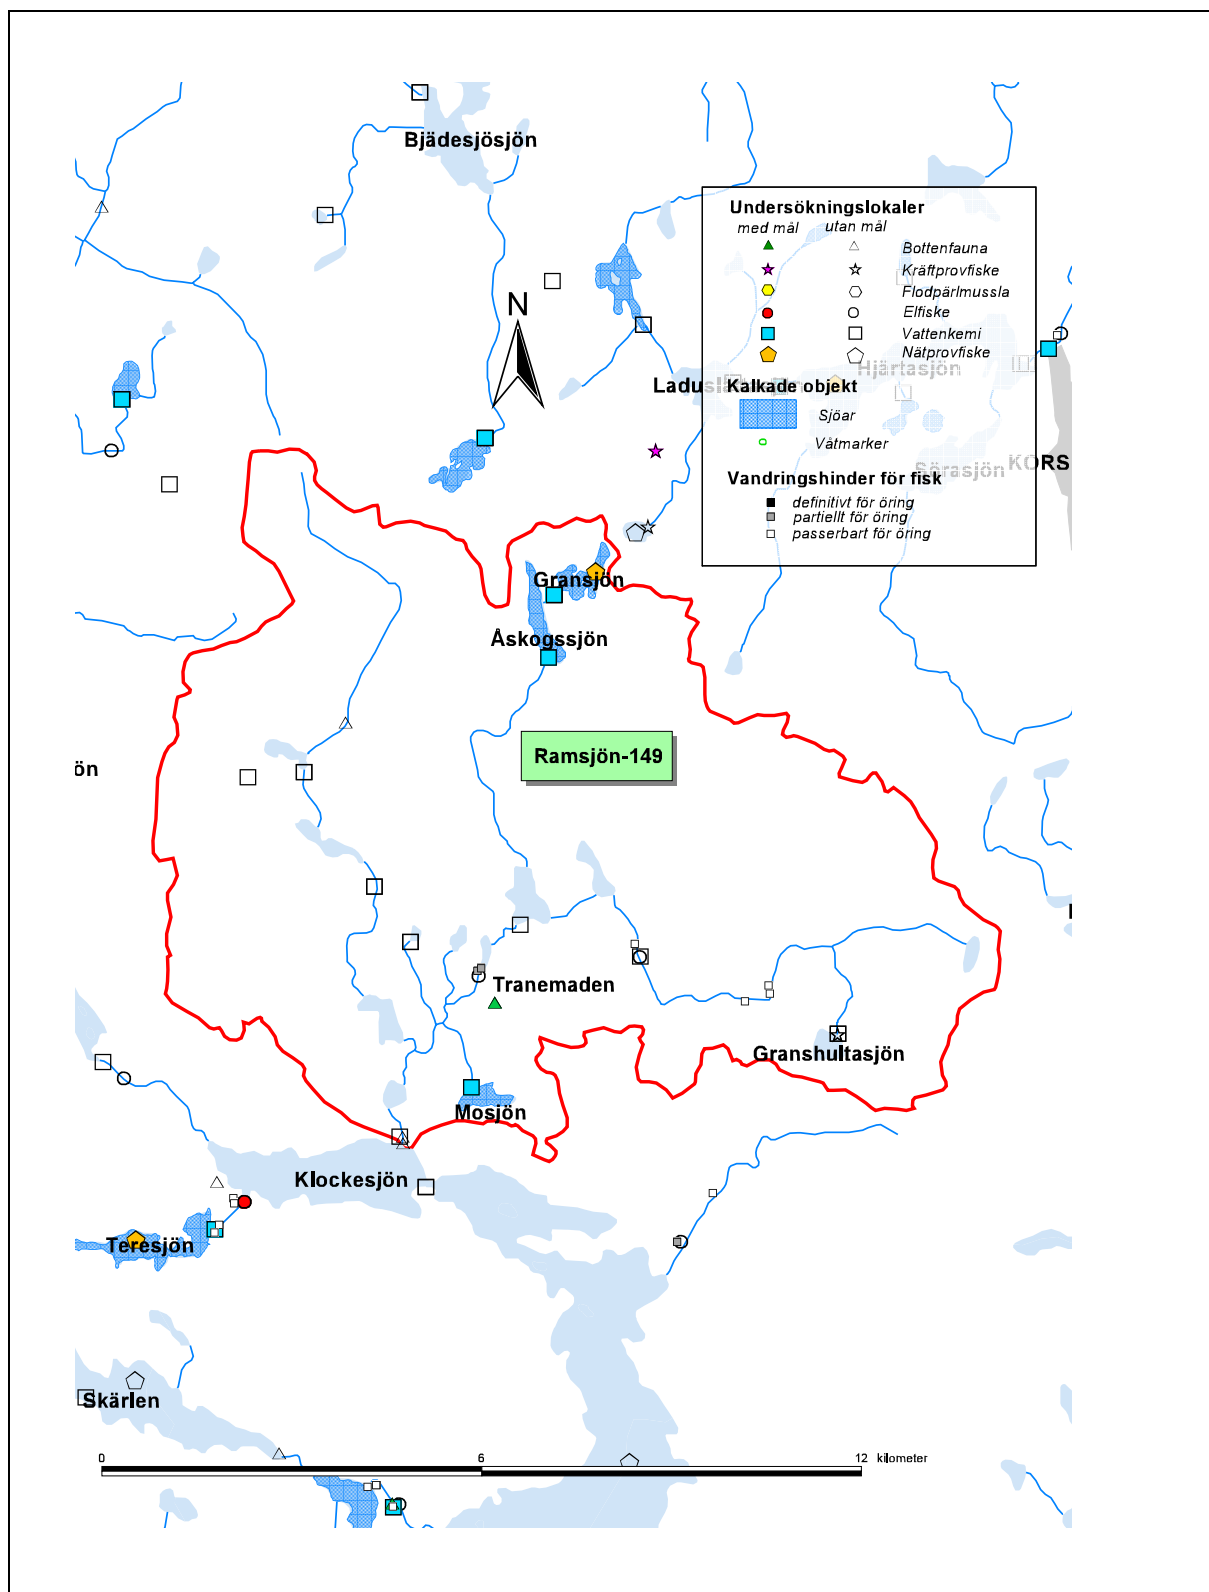 Bjädesjösjön
Undersökningslokaler
med mål utan mål
Bottenfauna
Kräftprovfiske
Flodpärlmussla
Elfiske
Vattenkemi
Nätprovfiske
N
Hjärtasjön
Ladu
Kalkade objekt
Sjöar
Våtmarker
Sörasjön
KORS
Vandringshinder för fisk
definitivt för öring
partiellt för öring
passerbart för öring
Gransjön
Åskogssjön
Ramsjön-149
ön
Tranemaden
Granshultasjön
Mosjön
Klockesjön
Teresjön
Skärlen
0 6 12 kilometer